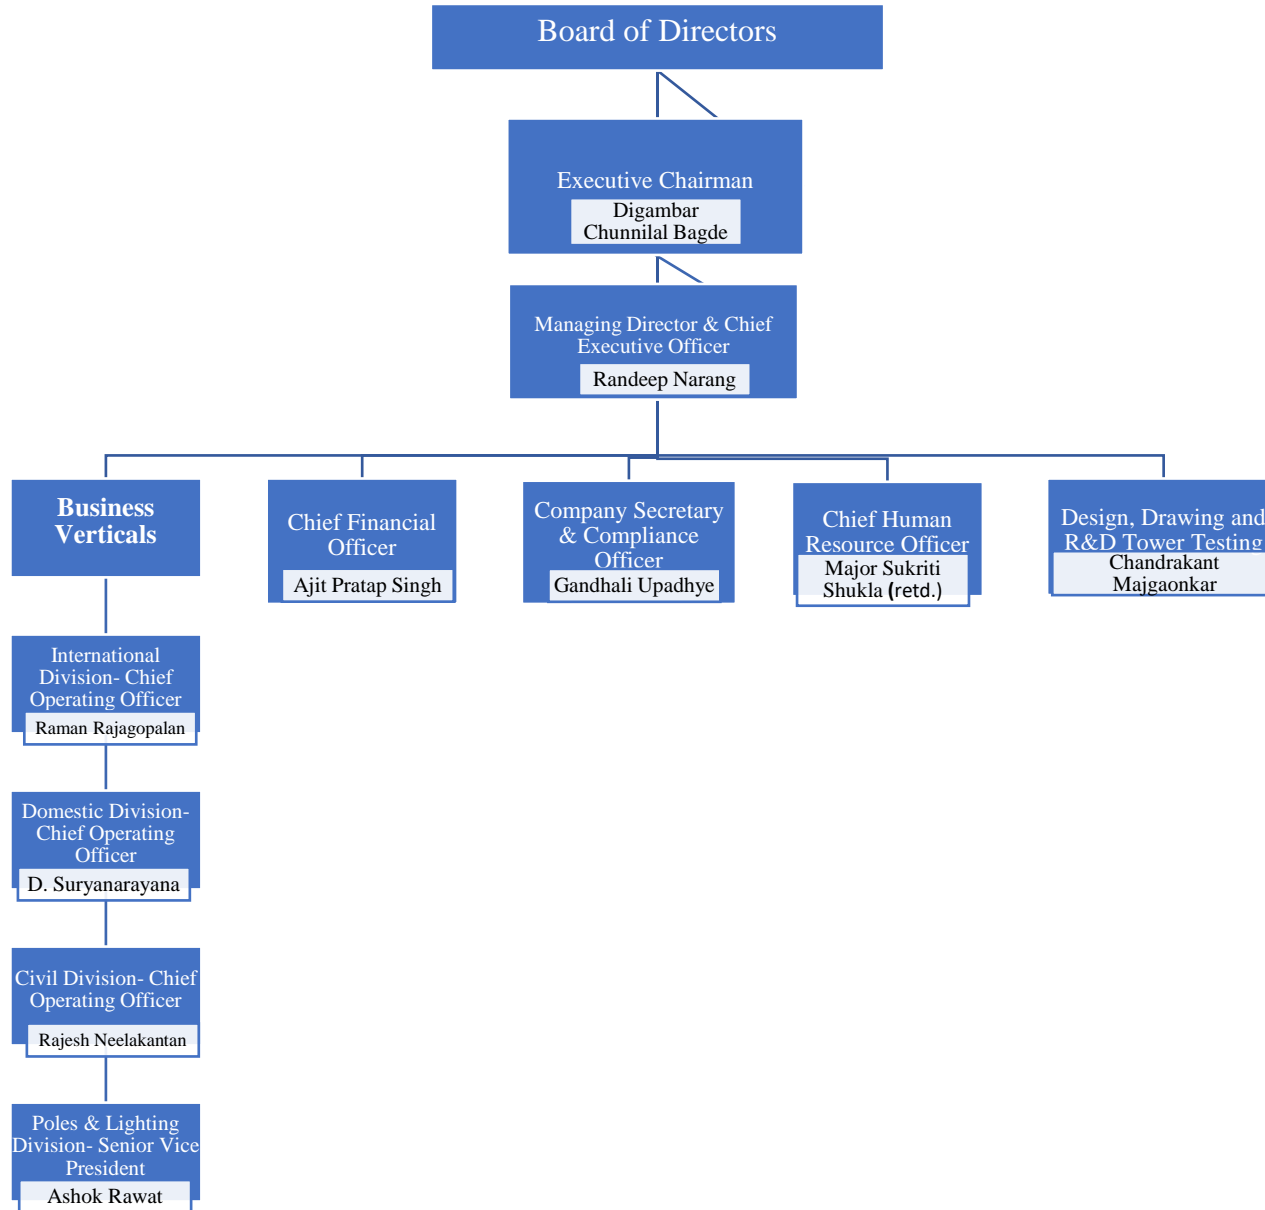 Board of Directors
Executive Chairman
Digambar
Chunnilal Bagde
Managing Director & Chief
Executive Officer
Randeep Narang
Business
Verticals
Chief Financial
Officer
Ajit Pratap Singh
Company Secretary
& Compliance
Officer
Gandhali Upadhye
Chief Human
Resource Officer
Major Sukriti
Shukla (retd.)
Design, Drawing and
R&D Tower Testing
Chandrakant
Majgaonkar
International
Division- Chief
Operating Officer
Raman Rajagopalan
Domestic Division-
Chief Operating
Officer
D. Suryanarayana
Civil Division- Chief
Operating Officer
Rajesh Neelakantan
Poles & Lighting
Division- Senior Vice
President
Ashok Rawat